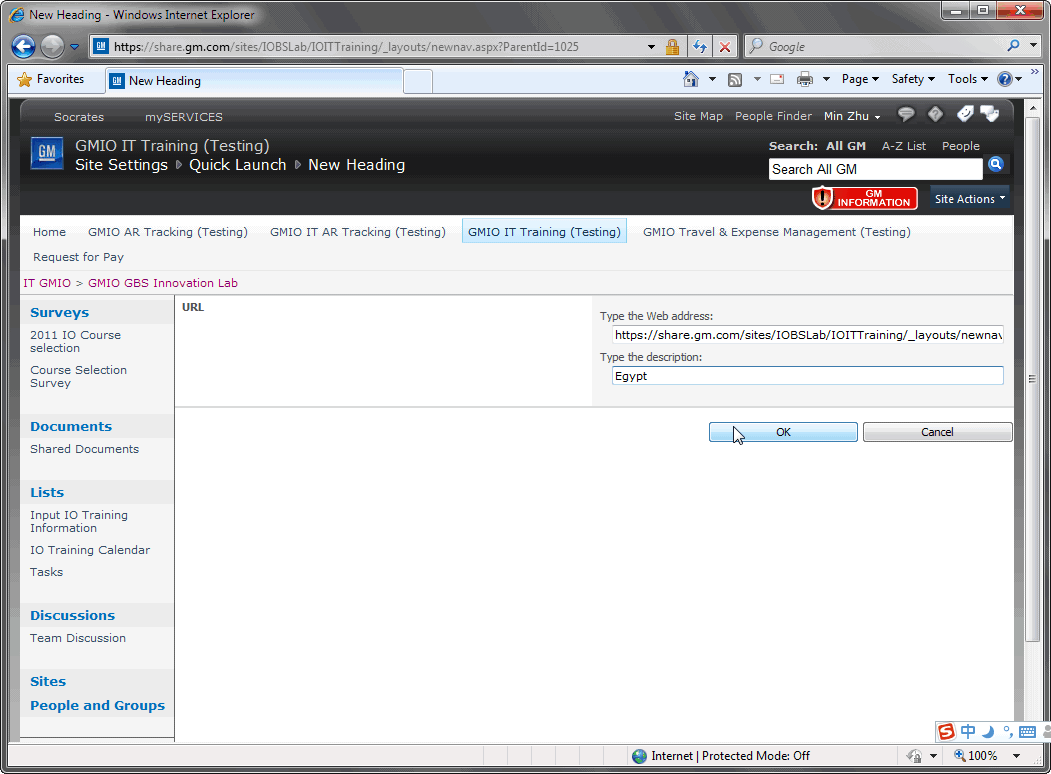 New Heading - Windows Internet Explorer
https://share.gm.com/sites/IOBSLab/IOITTraining/_layouts/newnav.aspx?ParentId=1025
Google
Favorites
GM
New Heading
Page
Safety
Tools
Socrates
mySERVICES
Site Map
People Finder
Min Zhu
GM
GMIO IT Training (Testing)
Site Settings
Quick Launch
New Heading
Search: All GM
A-Z List
People
Search All GM
GM
INFORMATION
Site Actions
Home
GMIO AR Tracking (Testing)
GMIO IT AR Tracking (Testing)
GMIO IT Training (Testing)
GMIO Travel & Expense Management (Testing)
Request for Pay
IT GMIO > GMIO GBS Innovation Lab
Surveys
2011 IO Course
selection
Course Selection
Survey
Documents
Shared Documents
Lists
Input IO Training
Information
IO Training Calendar
Tasks
Discussions
Team Discussion
Sites
People and Groups
URL
Type the Web address:
https://share.gm.com/sites/IOBSLab/IOITTraining/_layouts/newnav
Type the description:
Egypt
OK
Cancel
中
Internet | Protected Mode: Off
100%